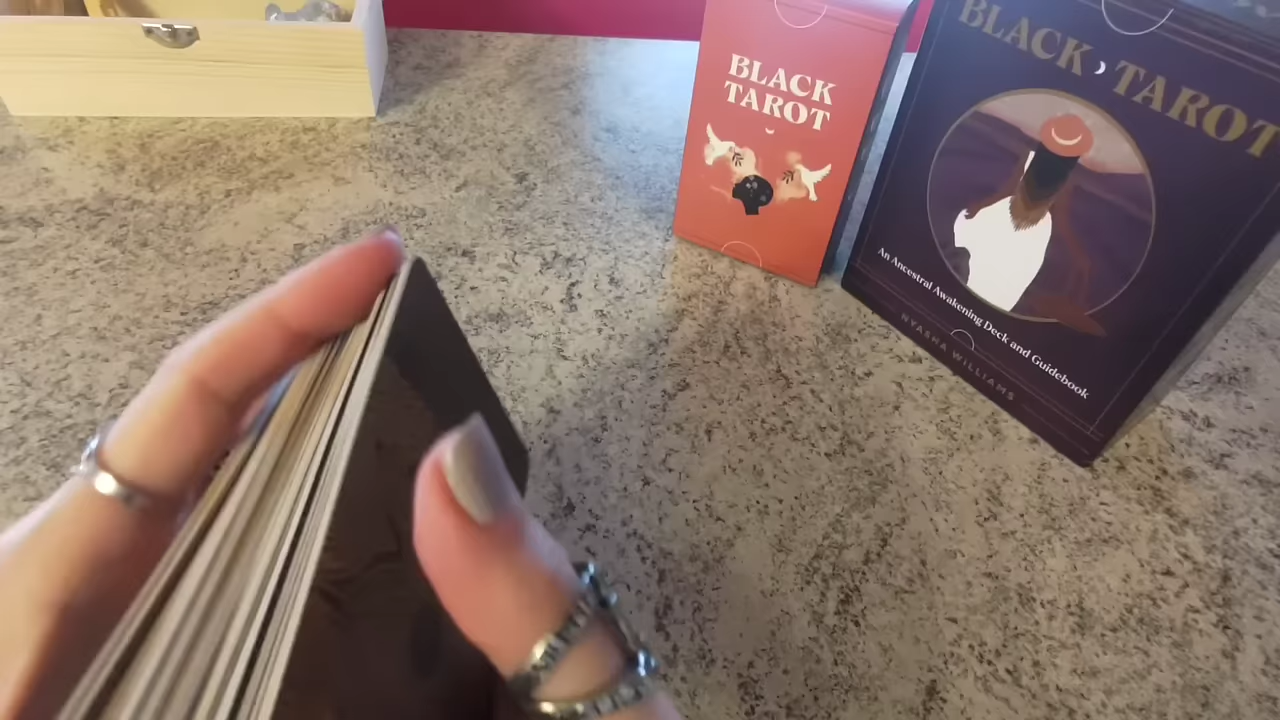 BLACK
TAROT
BLACK TAROT
An Ancestral Awakening Deck and Guidebook
NYASHA WILLIAMS